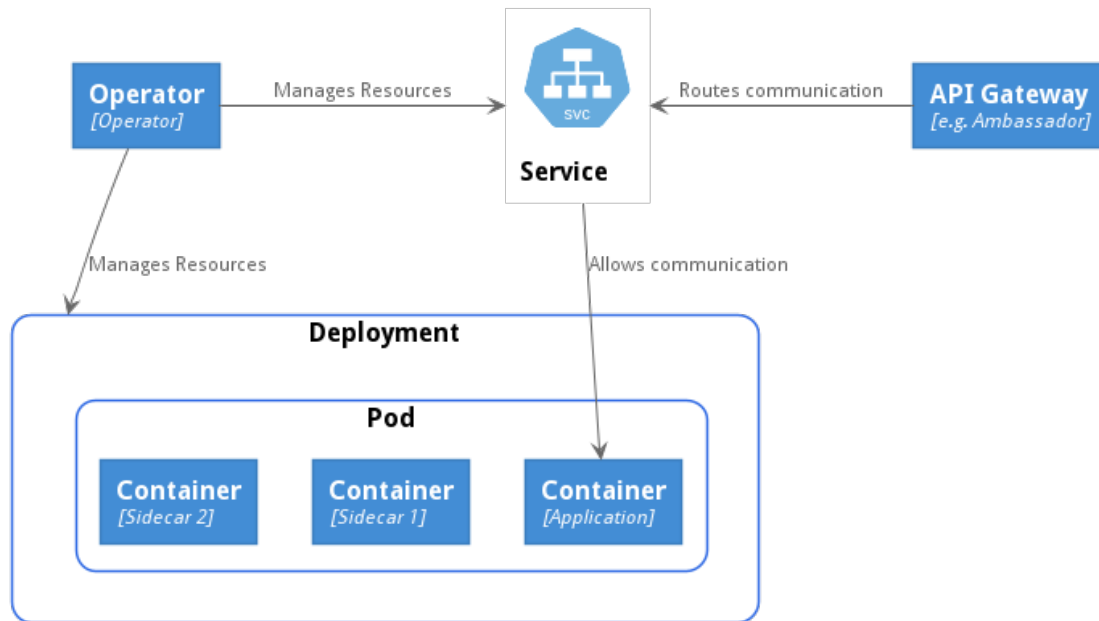 Operator
[Operator]
Manages Resources
svc
Service
Routes communication
API Gateway
[e.g. Ambassador]
Manages Resources
Allows communication
Deployment
Pod
Container
[Sidecar 2]
Container
[Sidecar 1]
Container
[Application]